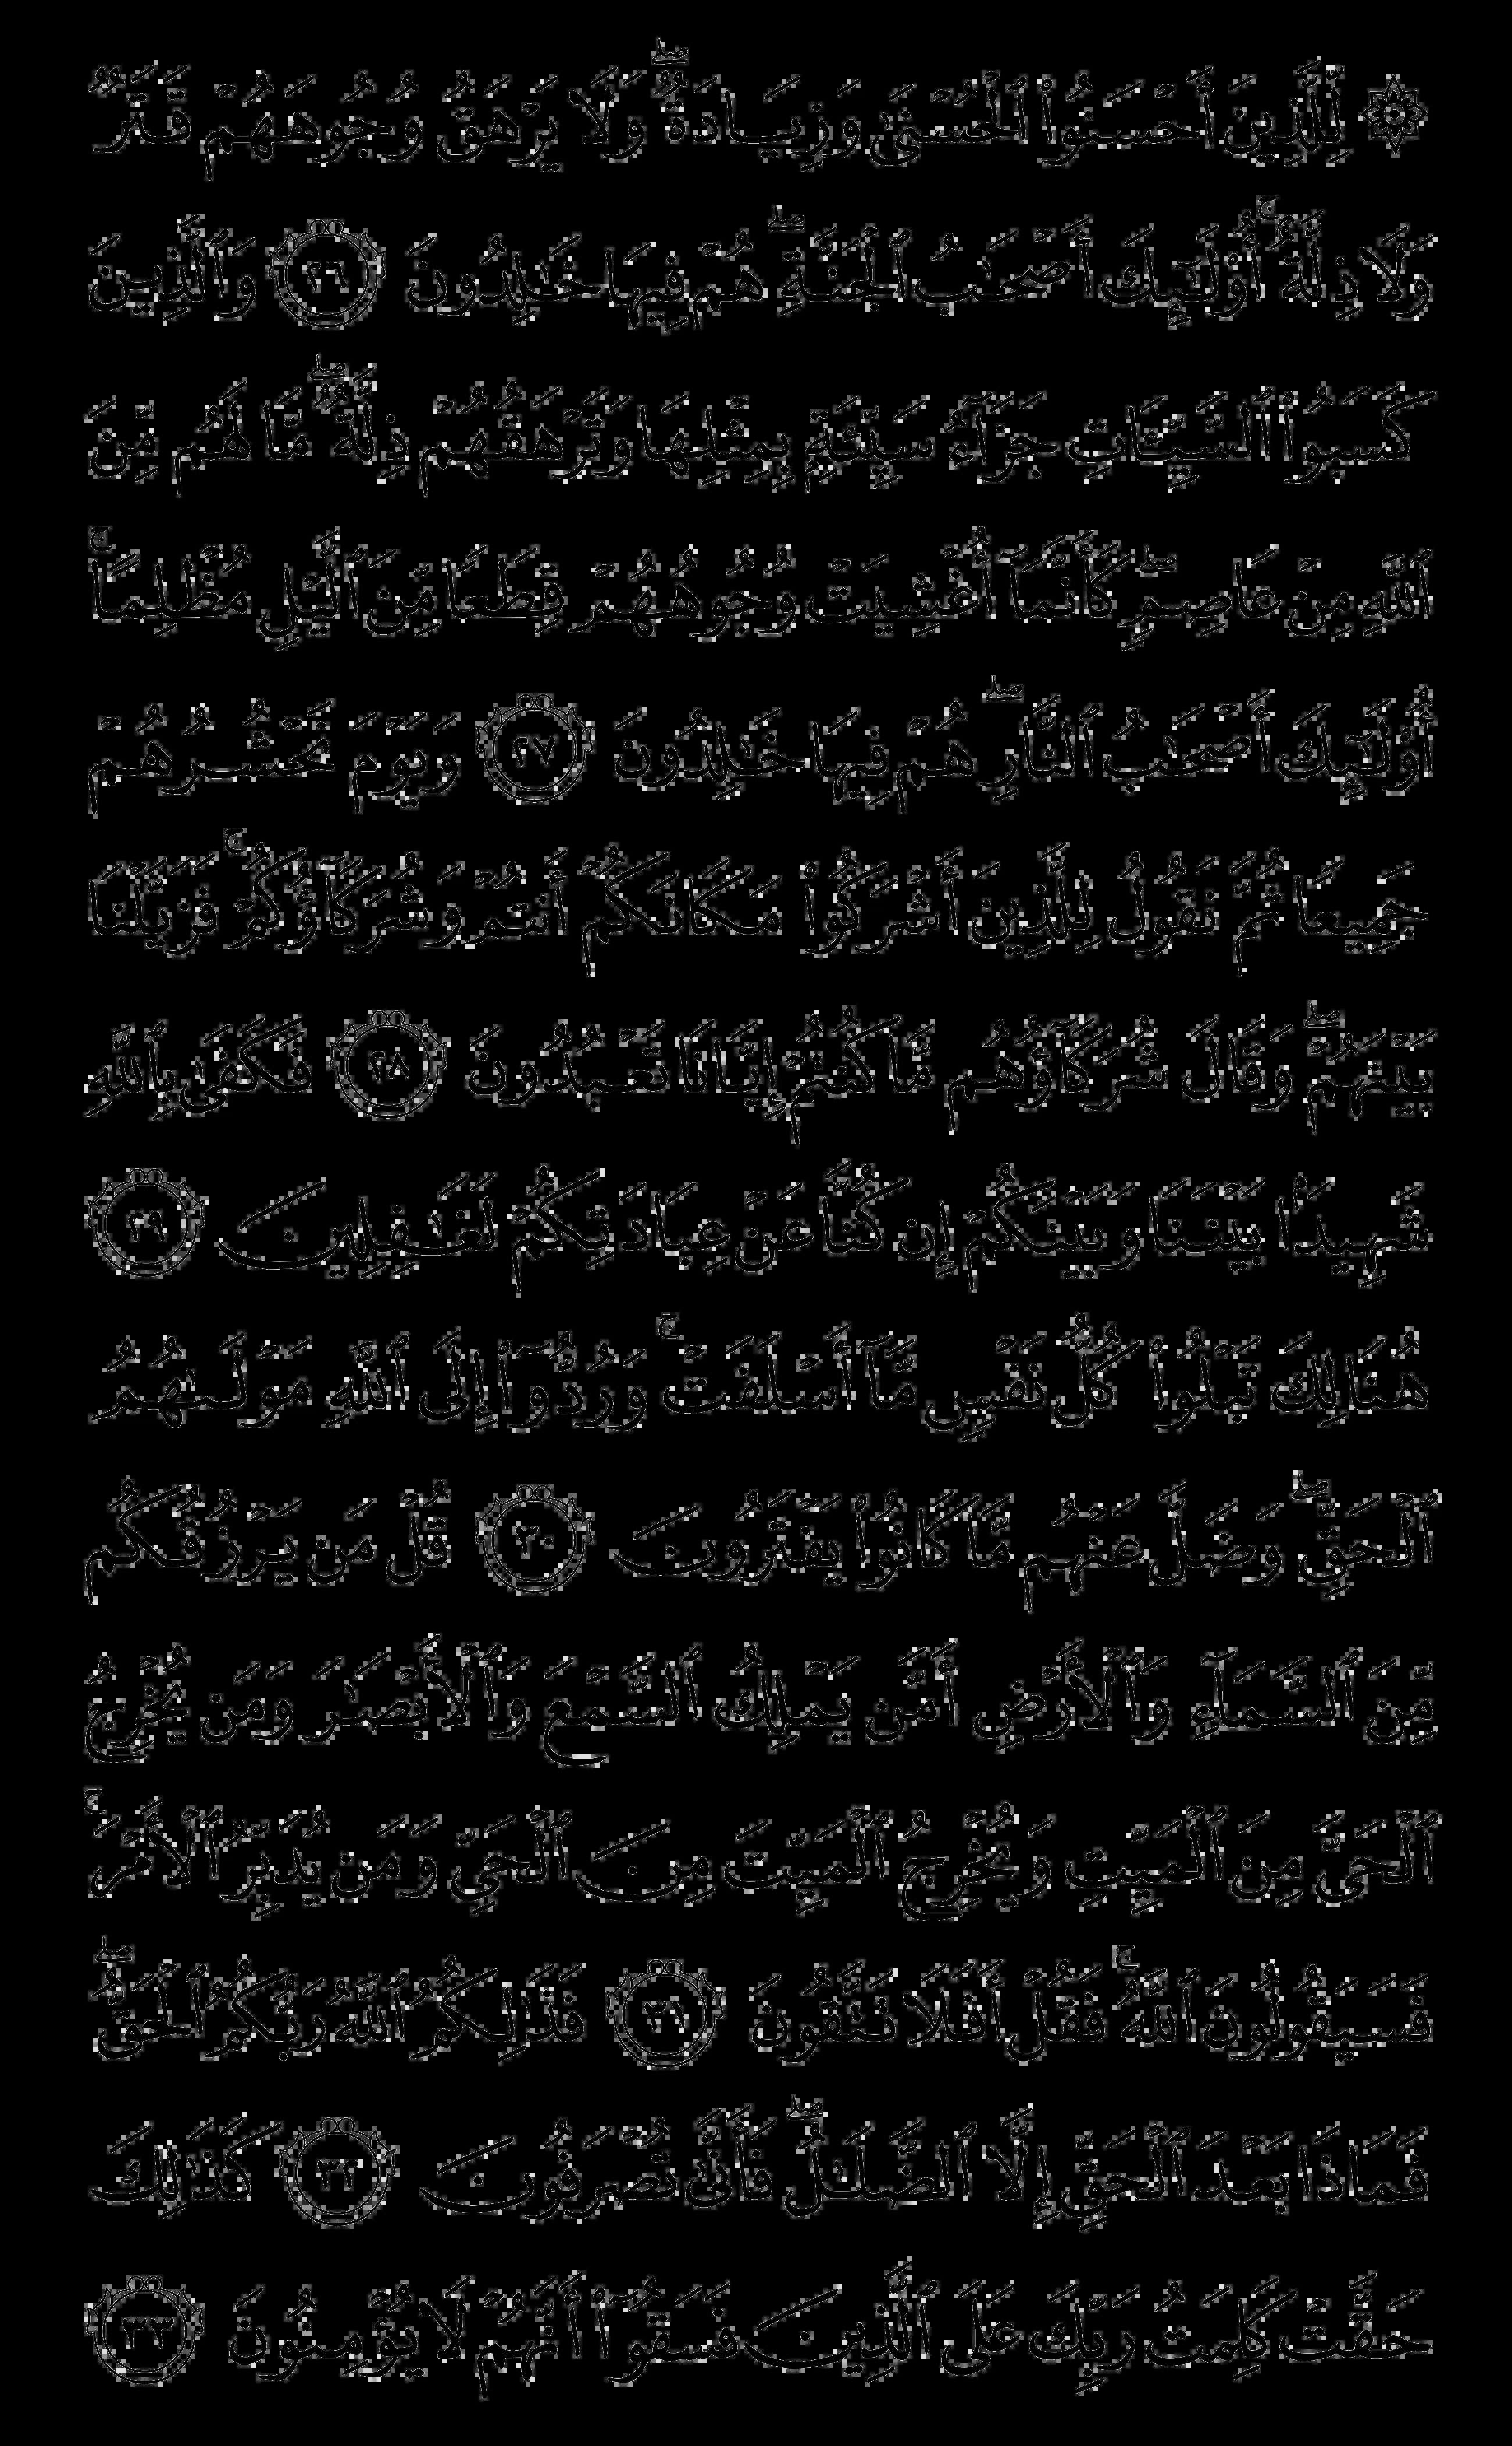 ۞ لِّلَّذِينَ أَحْسَنُوا۟ ٱلْحُسْنَىٰ وَزِيَادَةٌ ۖ وَلَا يَرْهَقُ وُجُوهَهُمْ قَتَرٌ
وَلَا ذِلَّةٌ ۚ أُو۟لَـٰٓئِكَ أَصْحَـٰبُ ٱلْجَنَّةِ ۖ هُمْ فِيهَا خَـٰلِدُونَ ٢٦ وَٱلَّذِينَ
كَسَبُوا۟ ٱلسَّيِّـَٔاتِ جَزَآءُ سَيِّئَةٍۭ بِمِثْلِهَا وَتَرْهَقُهُمْ ذِلَّةٌ ۖ مَّا لَهُم مِّنَ
ٱللَّهِ مِنْ عَاصِمٍ ۖ كَأَنَّمَآ أُغْشِيَتْ وُجُوهُهُمْ قِطَعًا مِّنَ ٱلَّيْلِ مُظْلِمًا ۚ
أُو۟لَـٰٓئِكَ أَصْحَـٰبُ ٱلنَّارِ ۖ هُمْ فِيهَا خَـٰلِدُونَ ٢٧ وَيَوْمَ نَحْشُرُهُمْ
جَمِيعًا ثُمَّ نَقُولُ لِلَّذِينَ أَشْرَكُوا۟ مَكَانَكُمْ أَنتُمْ وَشُرَكَآؤُكُمْ ۚ فَزَيَّلْنَا
بَيْنَهُمْ ۖ وَقَالَ شُرَكَآؤُهُم مَّا كُنتُمْ إِيَّانَا تَعْبُدُونَ ٢٨ فَكَفَىٰ بِٱللَّهِ
شَهِيدًۢا بَيْنَنَا وَبَيْنَكُمْ إِن كُنَّا عَنْ عِبَادَتِكُمْ لَغَـٰفِلِينَ ٢٩
هُنَالِكَ تَبْلُوا۟ كُلُّ نَفْسٍ مَّآ أَسْلَفَتْ ۚ وَرُدُّوٓا۟ إِلَى ٱللَّهِ مَوْلَىٰهُمُ
ٱلْحَقِّ ۖ وَضَلَّ عَنْهُم مَّا كَانُوا۟ يَفْتَرُونَ ٣٠ قُلْ مَن يَرْزُقُكُم
مِّنَ ٱلسَّمَآءِ وَٱلْأَرْضِ أَمَّن يَمْلِكُ ٱلسَّمْعَ وَٱلْأَبْصَـٰرَ وَمَن يُخْرِجُ
ٱلْحَىَّ مِنَ ٱلْمَيِّتِ وَيُخْرِجُ ٱلْمَيِّتَ مِنَ ٱلْحَىِّ وَمَن يُدَبِّرُ ٱلْأَمْرَ ۚ
فَسَيَقُولُونَ ٱللَّهُ ۚ فَقُلْ أَفَلَا تَتَّقُونَ ٣١ فَذَٰلِكُمُ ٱللَّهُ رَبُّكُمُ ٱلْحَقُّ ۖ
فَمَاذَا بَعْدَ ٱلْحَقِّ إِلَّا ٱلضَّلَـٰلُ ۖ فَأَنَّىٰ تُصْرَفُونَ ٣٢ كَذَٰلِكَ
حَقَّتْ كَلِمَتُ رَبِّكَ عَلَى ٱلَّذِينَ فَسَقُوٓا۟ أَنَّهُمْ لَا يُؤْمِنُونَ ٣٣